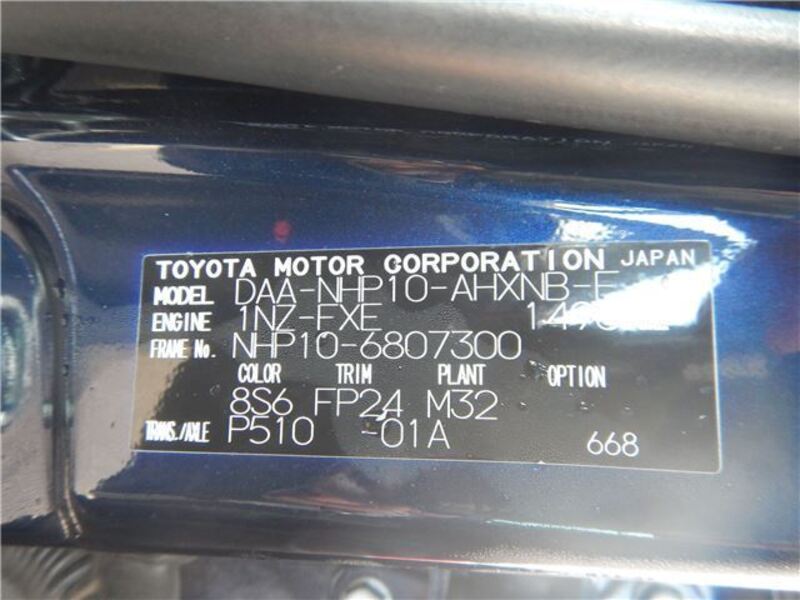 TOYOTA MOTOR CORPORATION JAPAN
MODEL DAA-NHP10-AHXNB-E
ENGINE 1NZ-FXE
FRAME No. NHP10-6807300
COLOR TRIM PLANT OPTION
8S6 FP24 M32
TRANS./AXLE P510 -01A 668